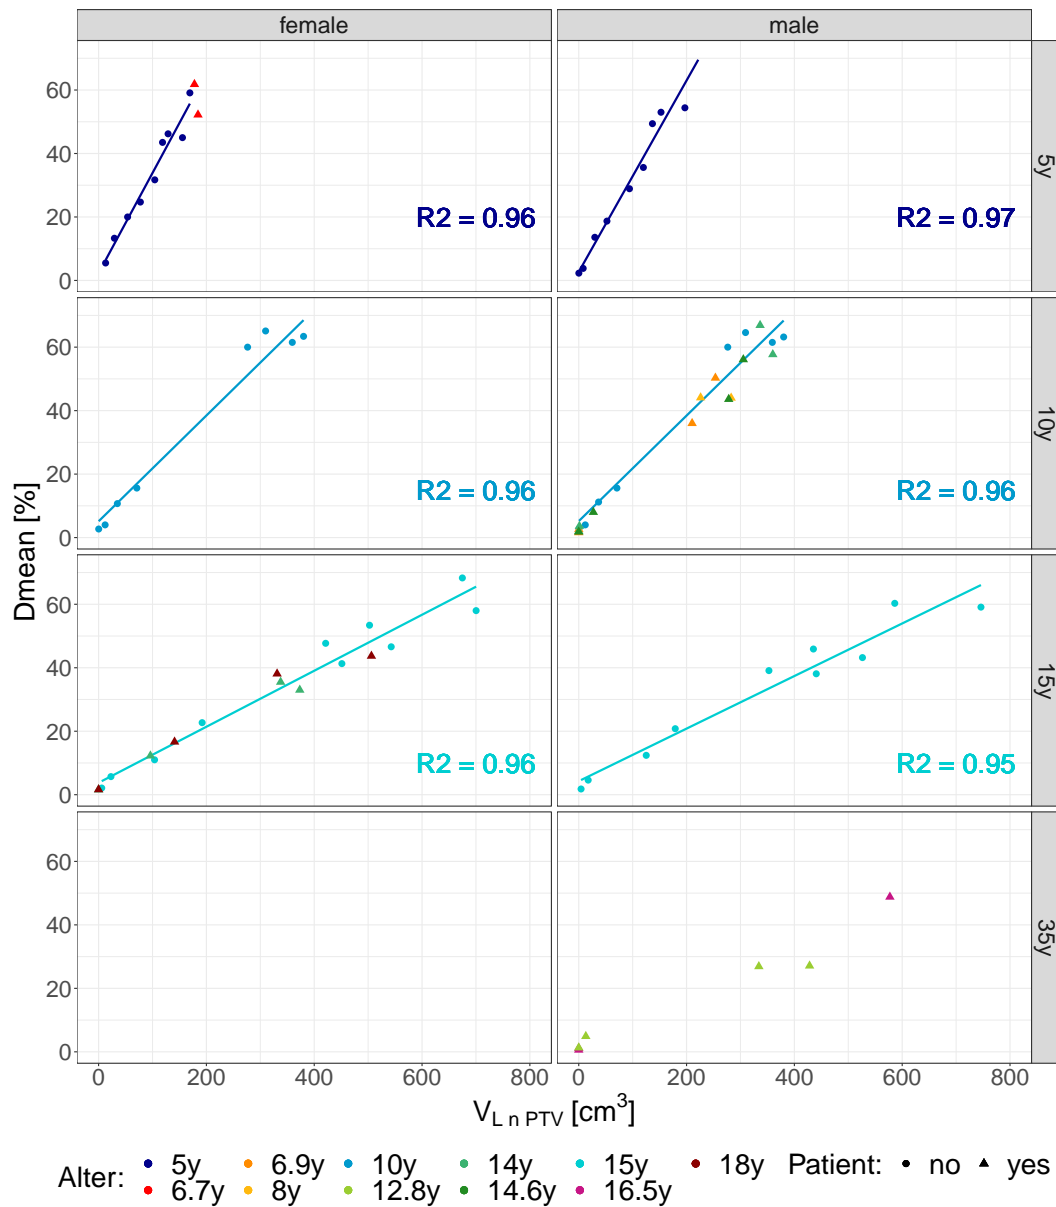 female male
60
40
20
0
R2 = 0.96 R2 = 0.97
5y
60
40
20
0
R2 = 0.96 R2 = 0.96
10y
60
40
20
0
R2 = 0.96 R2 = 0.95
15y
60
40
20
0
35y
Dmean [%]
0 200 400 600 800 0 200 400 600 800
V_{L n PTV} [cm³]
Alter: 5y 6.9y 10y 14y 15y 18y Patient: no yes
6.7y 8y 12.8y 14.6y 16.5y